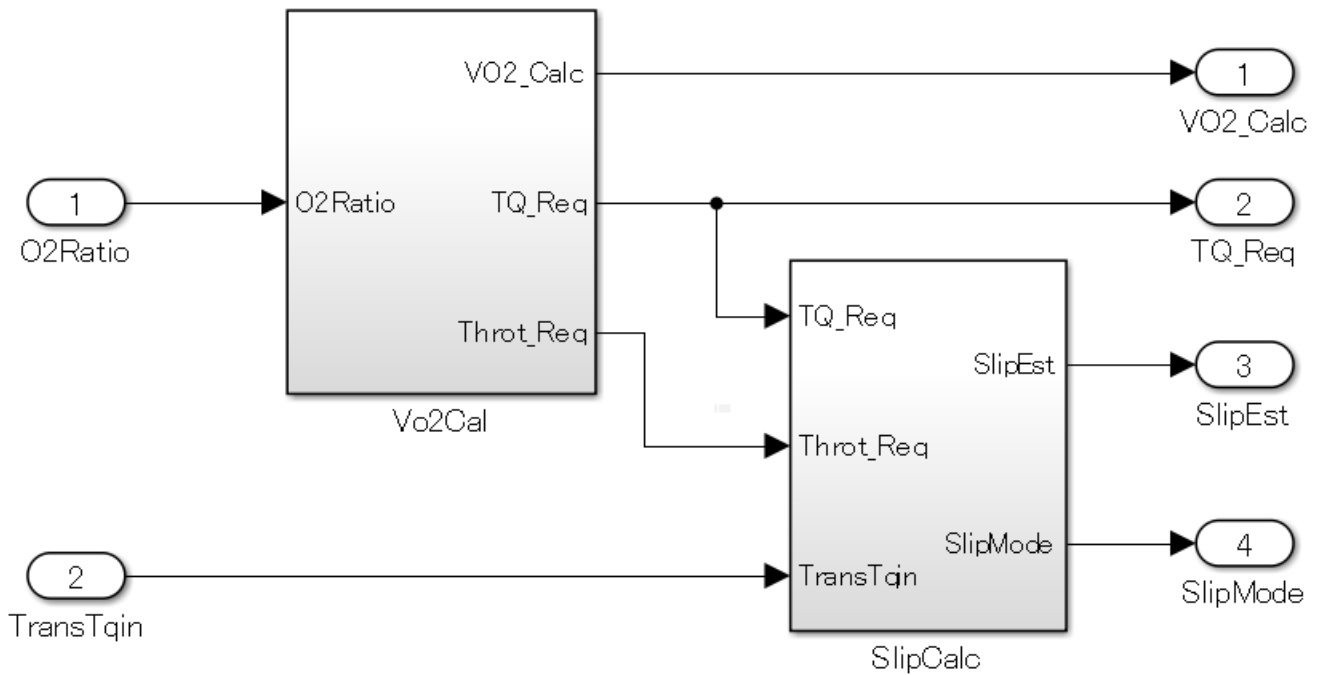 VO2_Calc
1
VO2_Calc
1
O2Ratio
O2Ratio
TQ_Req
2
TQ_Req
Throt_Req
Vo2Cal
TQ_Req
SlipEst
3
SlipEst
Throt_Req
SlipMode
4
SlipMode
2
TransTqin
TransTqin
SlipCalc